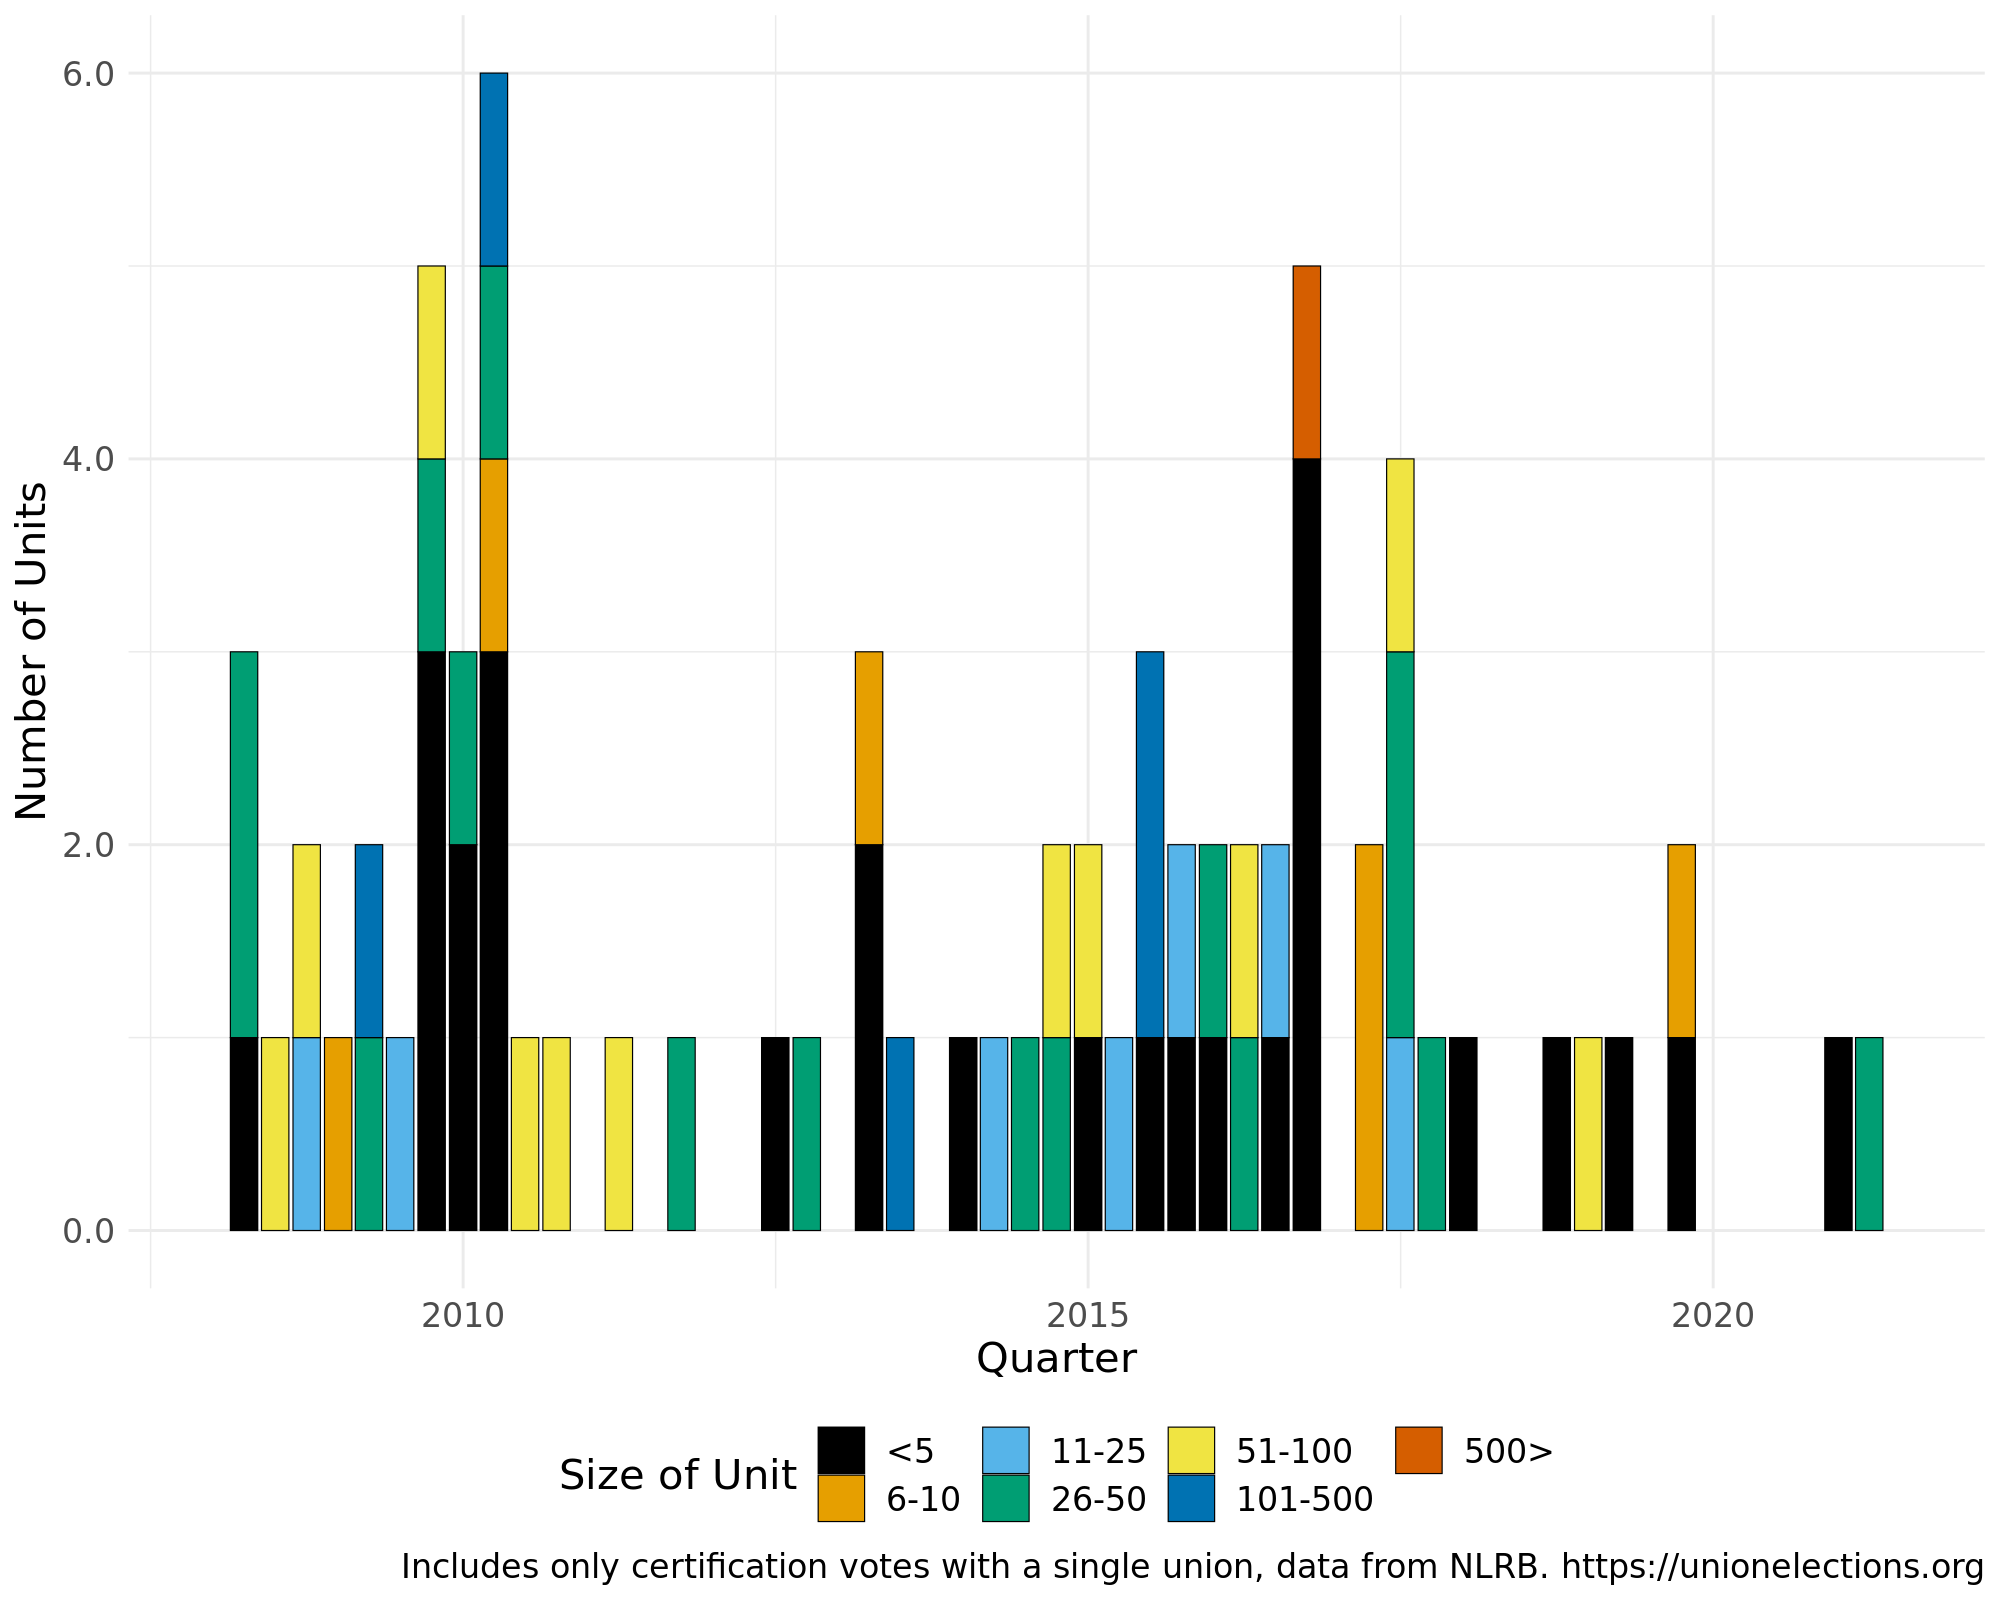 6.0
4.0
2.0
0.0
Number of Units
2010 2015 2020
Quarter
Size of Unit
<5 11-25 51-100 500>
6-10 26-50 101-500
Includes only certification votes with a single union, data from NLRB. https://unionelections.org